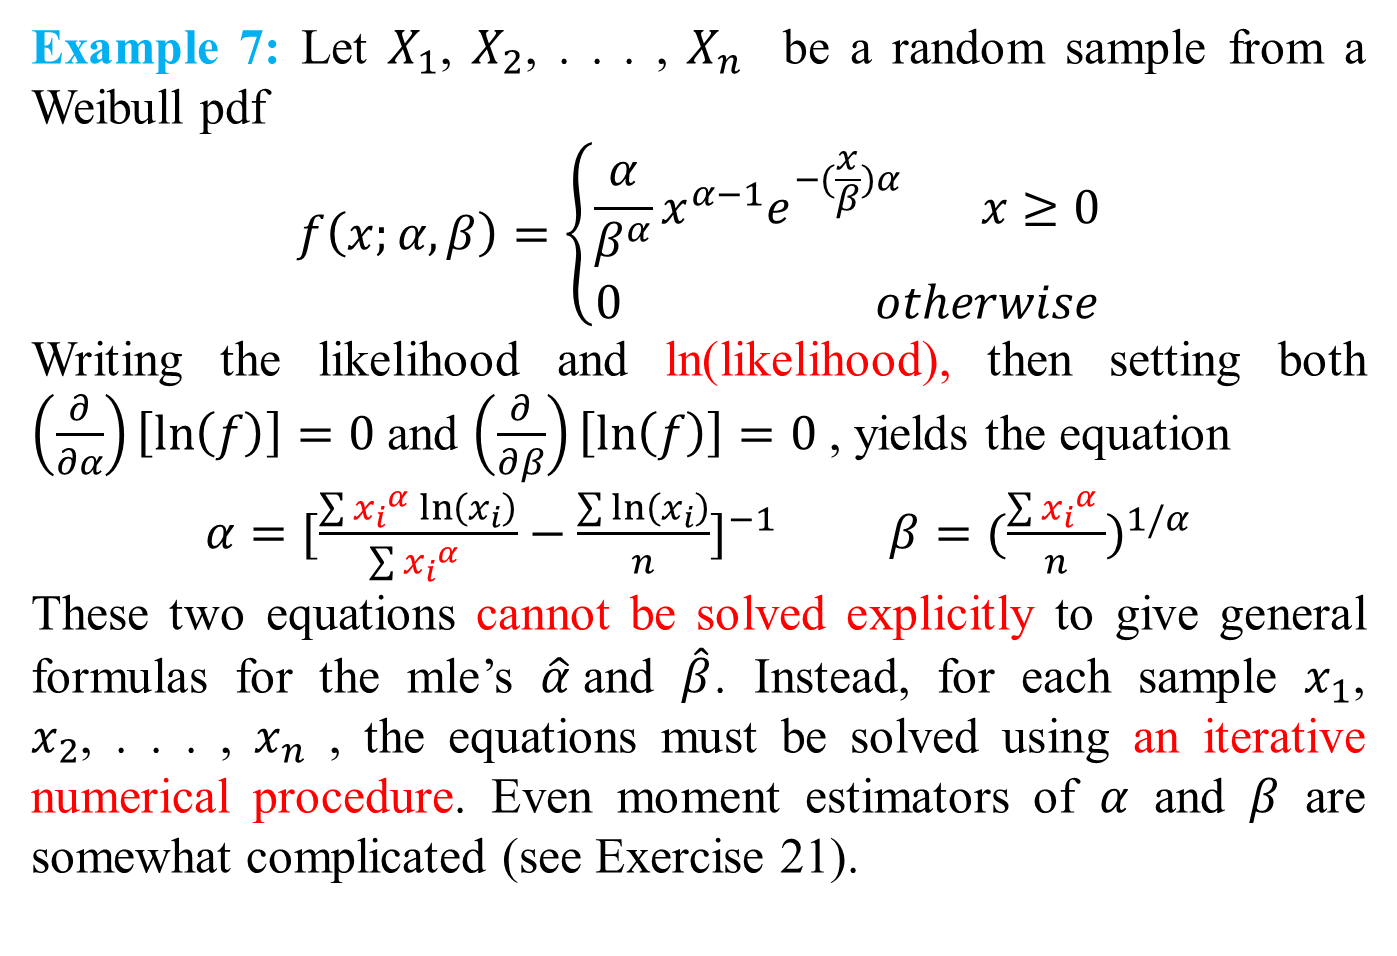 Example 7: Let X₁, X₂, . . . , Xₙ be a random sample from a
Weibull pdf
f(x; α, β) = { (α/β^α) x^(α−1) e^(−(x/β)α)    x ≥ 0
0    otherwise
Writing the likelihood and ln(likelihood), then setting both
(∂/∂α) [ln(f)] = 0 and (∂/∂β) [ln(f)] = 0 , yields the equation
α = [(∑ xᵢ^α ln(xᵢ))/(∑ xᵢ^α) − (∑ ln(xᵢ))/n]^−1    β = ((∑ xᵢ^α)/n)^1/α
These two equations cannot be solved explicitly to give general
formulas for the mle’s α̂ and β̂. Instead, for each sample x₁,
x₂, . . . , xₙ , the equations must be solved using an iterative
numerical procedure. Even moment estimators of α and β are
somewhat complicated (see Exercise 21).